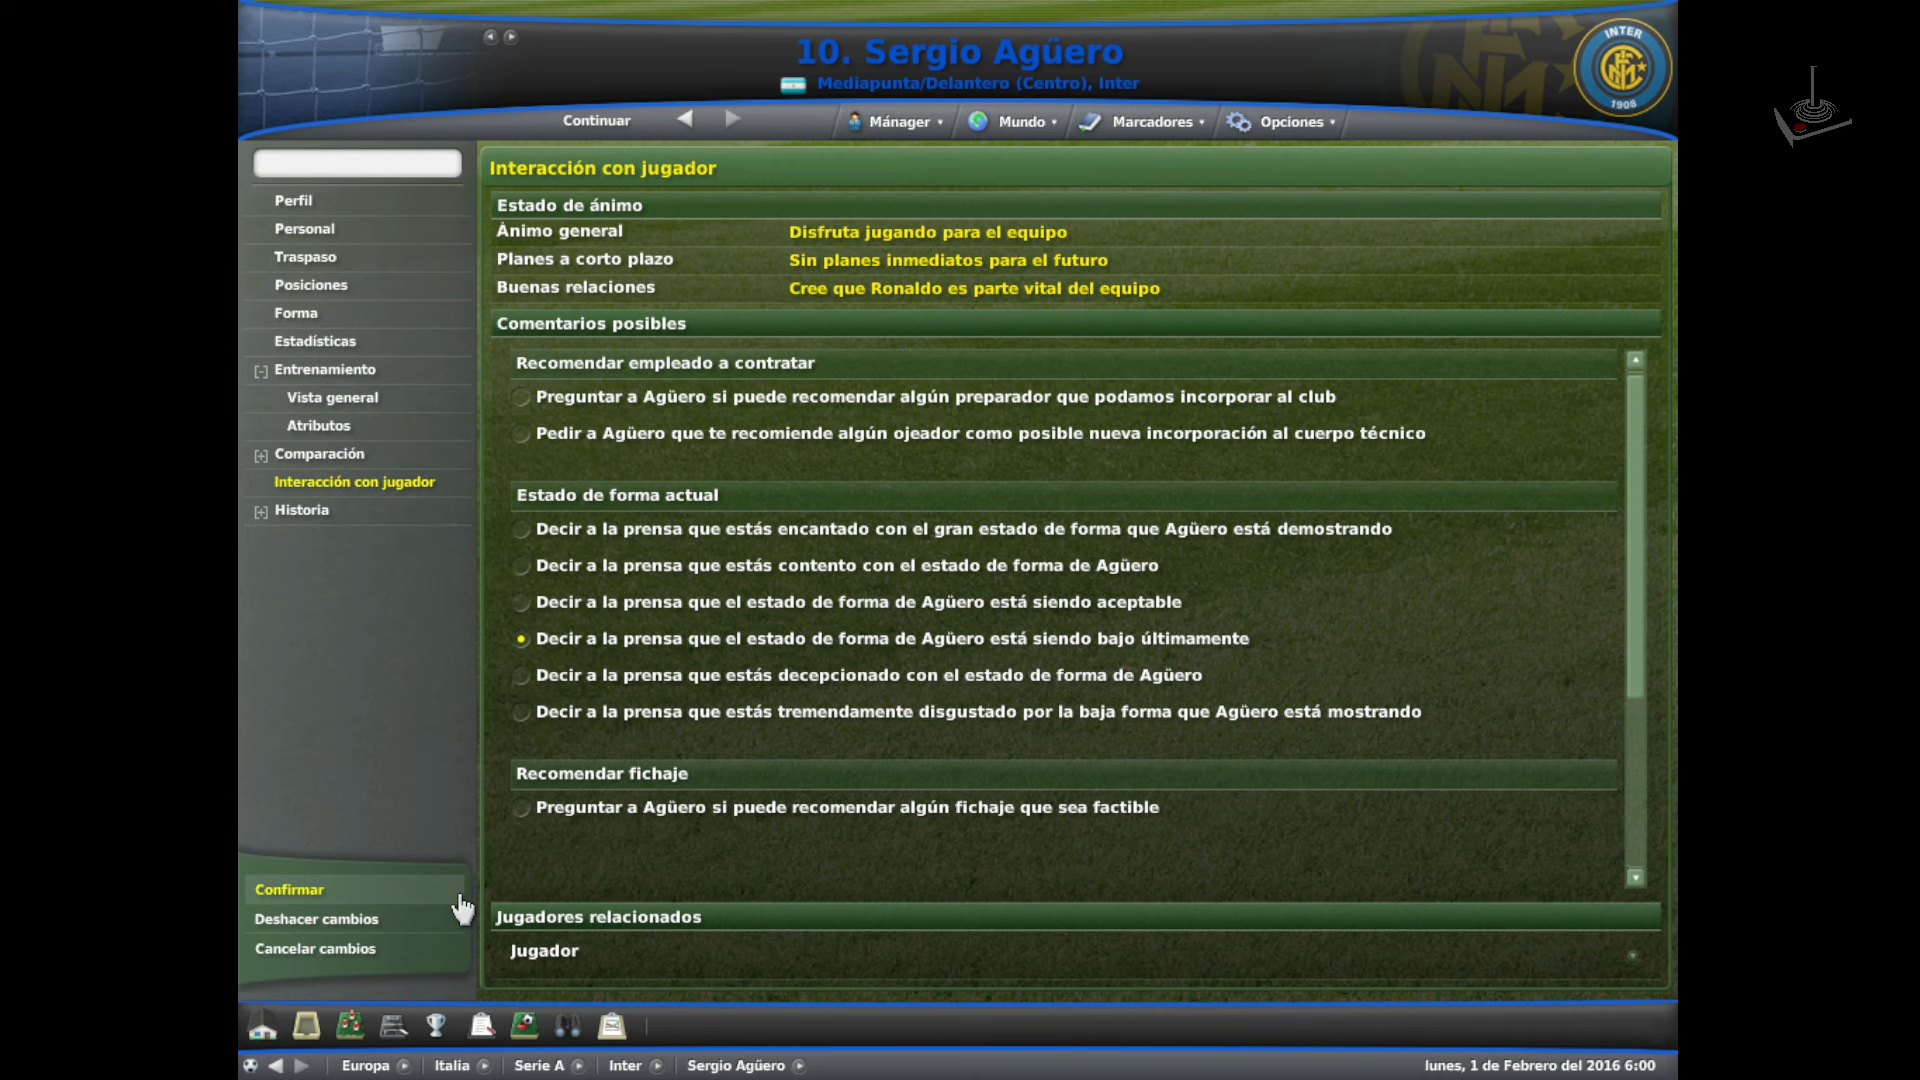 10. Sergio Agüero
Mediapunta/Delantero (Centro), Inter
INTER
1908
Continuar
Mánager
Mundo
Marcadores
Opciones
Perfil
Personal
Traspaso
Posiciones
Forma
Estadísticas
[-] Entrenamiento
Vista general
Atributos
[+] Comparación
Interacción con jugador
[+] Historia
Confirmar
Deshacer cambios
Cancelar cambios
Interacción con jugador
Estado de ánimo
Ánimo general Disfruta jugando para el equipo
Planes a corto plazo Sin planes inmediatos para el futuro
Buenas relaciones Cree que Ronaldo es parte vital del equipo
Comentarios posibles
Recomendar empleado a contratar
Preguntar a Agüero si puede recomendar algún preparador que podamos incorporar al club
Pedir a Agüero que te recomiende algún ojeador como posible nueva incorporación al cuerpo técnico
Estado de forma actual
Decir a la prensa que estás encantado con el gran estado de forma que Agüero está demostrando
Decir a la prensa que estás contento con el estado de forma de Agüero
Decir a la prensa que el estado de forma de Agüero está siendo aceptable
Decir a la prensa que el estado de forma de Agüero está siendo bajo últimamente
Decir a la prensa que estás decepcionado con el estado de forma de Agüero
Decir a la prensa que estás tremendamente disgustado por la baja forma que Agüero está mostrando
Recomendar fichaje
Preguntar a Agüero si puede recomendar algún fichaje que sea factible
Jugadores relacionados
Jugador
Europa
Italia
Serie A
Inter
Sergio Agüero
lunes, 1 de Febrero del 2016 6:00